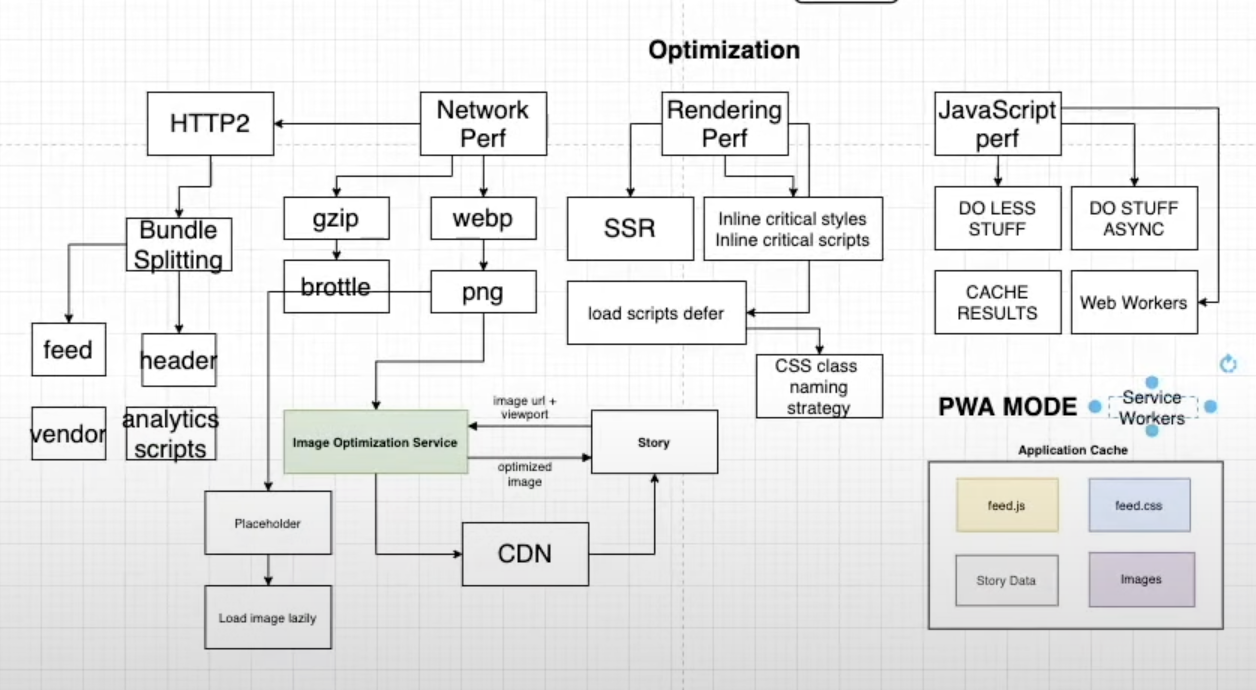 Optimization
HTTP2
Network
Perf
Rendering
Perf
JavaScript
perf
gzip
webp
SSR
Inline critical styles
Inline critical scripts
DO LESS
STUFF
DO STUFF
ASYNC
Bundle
Splitting
brottle
png
load scripts defer
CACHE
RESULTS
Web Workers
feed
header
CSS class
naming
strategy
vendor
analytics
scripts
Image Optimization Service
image url +
viewport
optimized
image
Story
PWA MODE
Service
Workers
Application Cache
feed.js
feed.css
Story Data
Images
Placeholder
CDN
Load image lazily